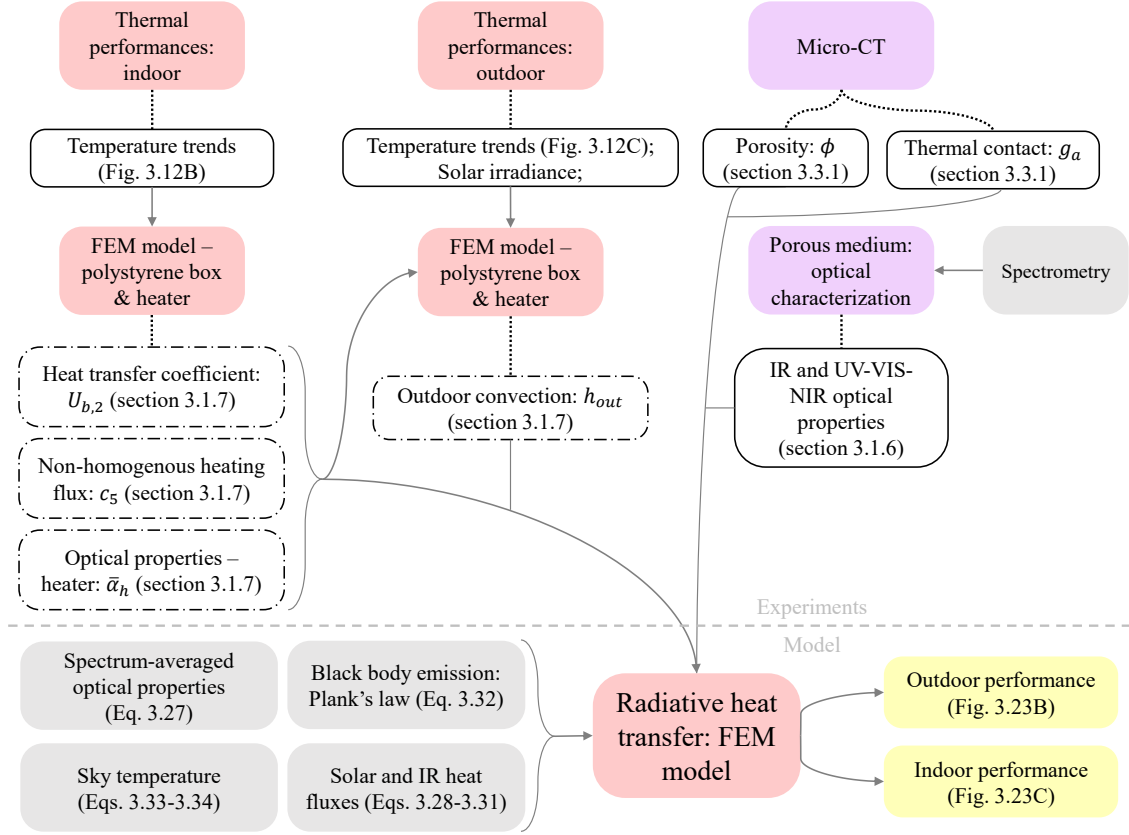 Thermal
performances:
indoor
Thermal
performances:
outdoor
Micro-CT
Temperature trends
(Fig. 3.12B)
Temperature trends (Fig. 3.12C);
Solar irradiance;
Porosity: ϕ
(section 3.3.1)
Thermal contact: gₐ
(section 3.3.1)
FEM model –
polystyrene box
& heater
FEM model –
polystyrene box
& heater
Porous medium:
optical
characterization
Spectrometry
Heat transfer coefficient:
U_{b,2} (section 3.1.7)
Non-homogenous heating
flux: c₅ (section 3.1.7)
Optical properties –
heater: ᾱ_h (section 3.1.7)
Outdoor convection: h_{out}
(section 3.1.7)
IR and UV-VIS-
NIR optical
properties
(section 3.1.6)
Experiments
Model
Spectrum-averaged
optical properties
(Eq. 3.27)
Black body emission:
Plank’s law (Eq. 3.32)
Sky temperature
(Eqs. 3.33-3.34)
Solar and IR heat
fluxes (Eqs. 3.28-3.31)
Radiative heat
transfer: FEM
model
Outdoor performance
(Fig. 3.23B)
Indoor performance
(Fig. 3.23C)